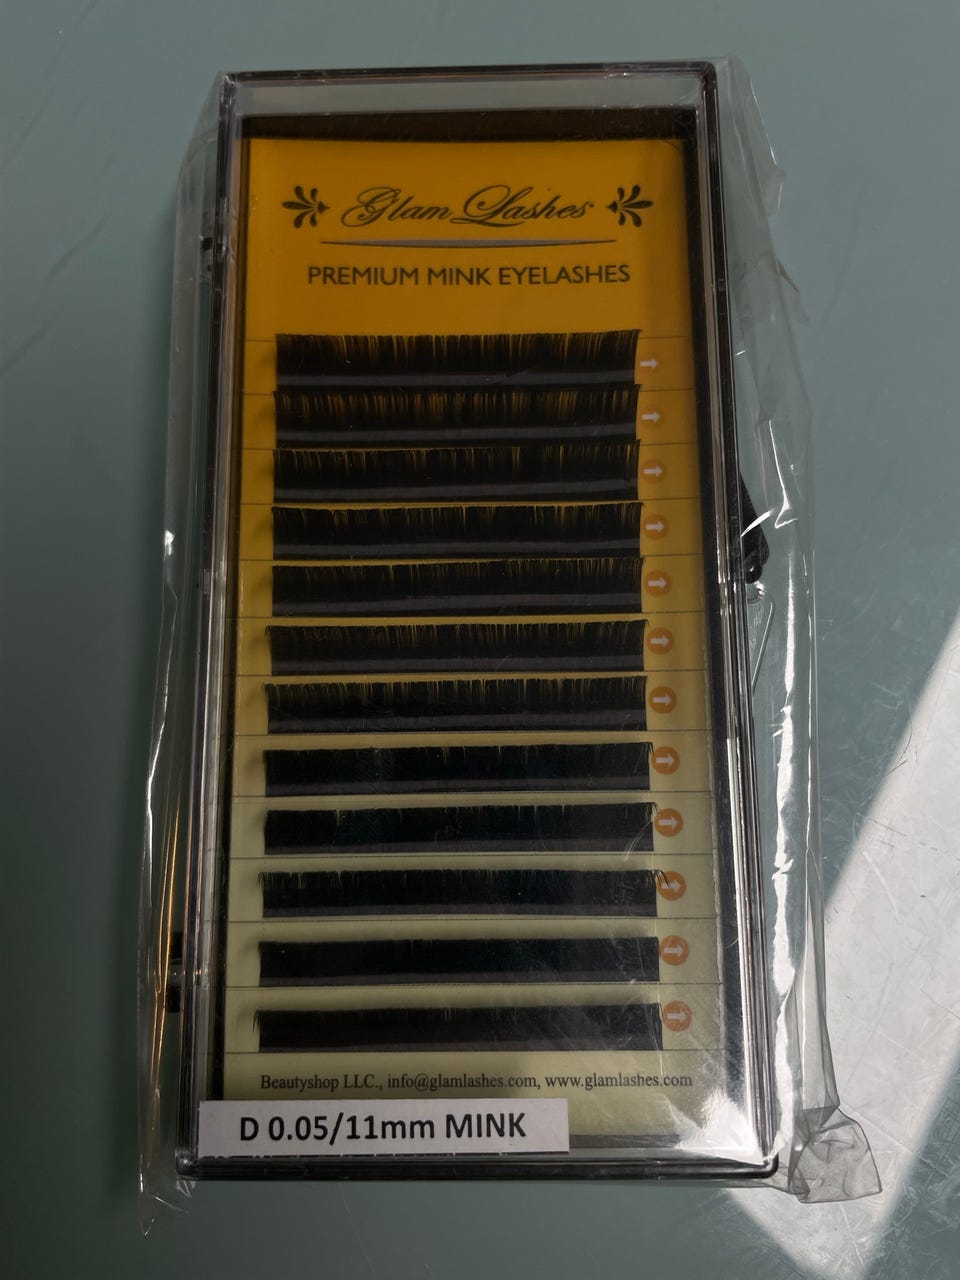 Glam Lashes
PREMIUM MINK EYELASHES
Beautyshop LLC., info@glamlashes.com, www.glamlashes.com
D 0.05/11mm MINK